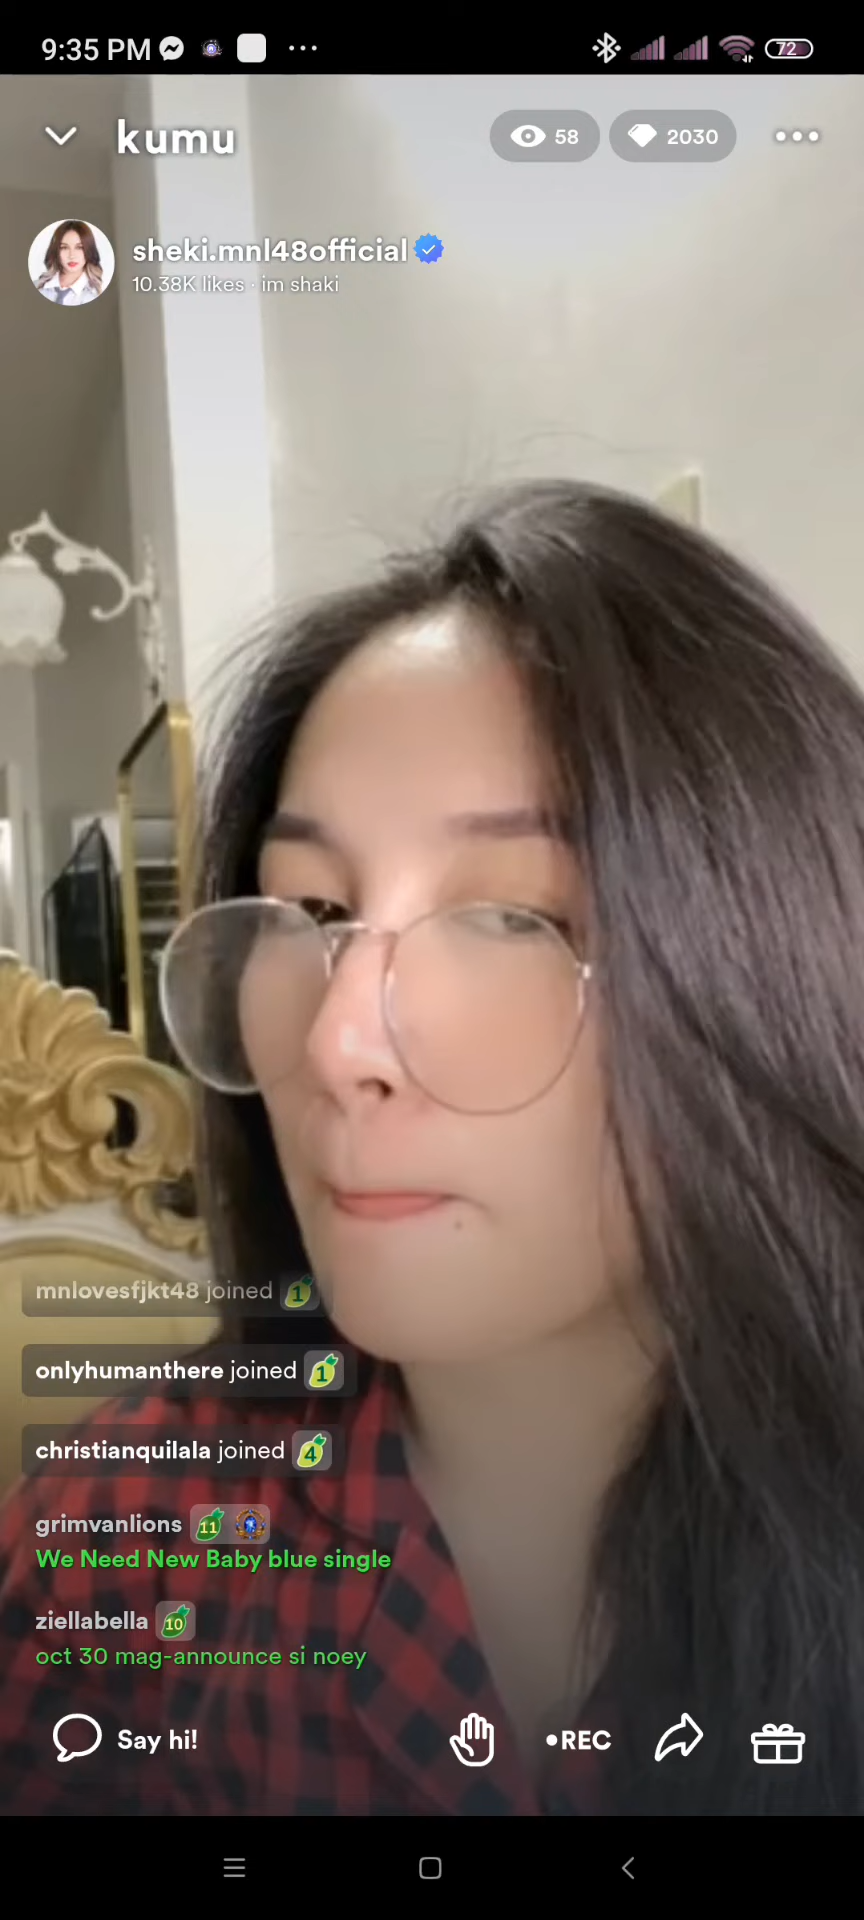 9:35 PM
72
kumu
58
2030
sheki.mnl48official
10.38K likes · im shaki
mnlovesfjkt48 joined 1
onlyhumanthere joined 1
christianquilala joined 4
grimvanlions 11
We Need New Baby blue single
ziellabella 10
oct 30 mag-announce si noey
Say hi!
•REC